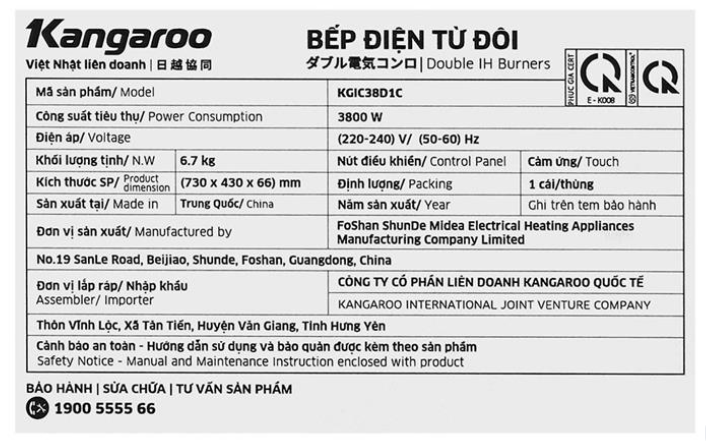 Kangaroo
Việt Nhật liên doanh | 日越協同
BẾP ĐIỆN TỪ ĐÔI
ダブル電気コンロ | Double IH Burners
PHUC GIA CERT
E - K008
VIETNAM CONTROL
Mã sản phẩm/ Model KGIC38D1C
Công suất tiêu thụ/ Power Consumption 3800 W
Điện áp/ Voltage (220-240) V/ (50-60) Hz
Khối lượng tịnh/ N.W 6.7 kg Nút điều khiển/ Control Panel Cảm ứng/ Touch
Kích thước SP/ Product dimension (730 x 430 x 66) mm Định lượng/ Packing 1 cái/thùng
Sản xuất tại/ Made in Trung Quốc/ China Năm sản xuất/ Year Ghi trên tem bảo hành
Đơn vị sản xuất/ Manufactured by FoShan ShunDe Midea Electrical Heating Appliances
Manufacturing Company Limited
No.19 SanLe Road, Beijiao, Shunde, Foshan, Guangdong, China
Đơn vị lắp ráp/ Nhập khẩu
Assembler/ Importer
CÔNG TY CỔ PHẦN LIÊN DOANH KANGAROO QUỐC TẾ
KANGAROO INTERNATIONAL JOINT VENTURE COMPANY
Thôn Vĩnh Lộc, Xã Tân Tiến, Huyện Văn Giang, Tỉnh Hưng Yên
Cảnh báo an toàn - Hướng dẫn sử dụng và bảo quản được kèm theo sản phẩm
Safety Notice - Manual and Maintenance Instruction enclosed with product
BẢO HÀNH | SỬA CHỮA | TƯ VẤN SẢN PHẨM
1900 5555 66